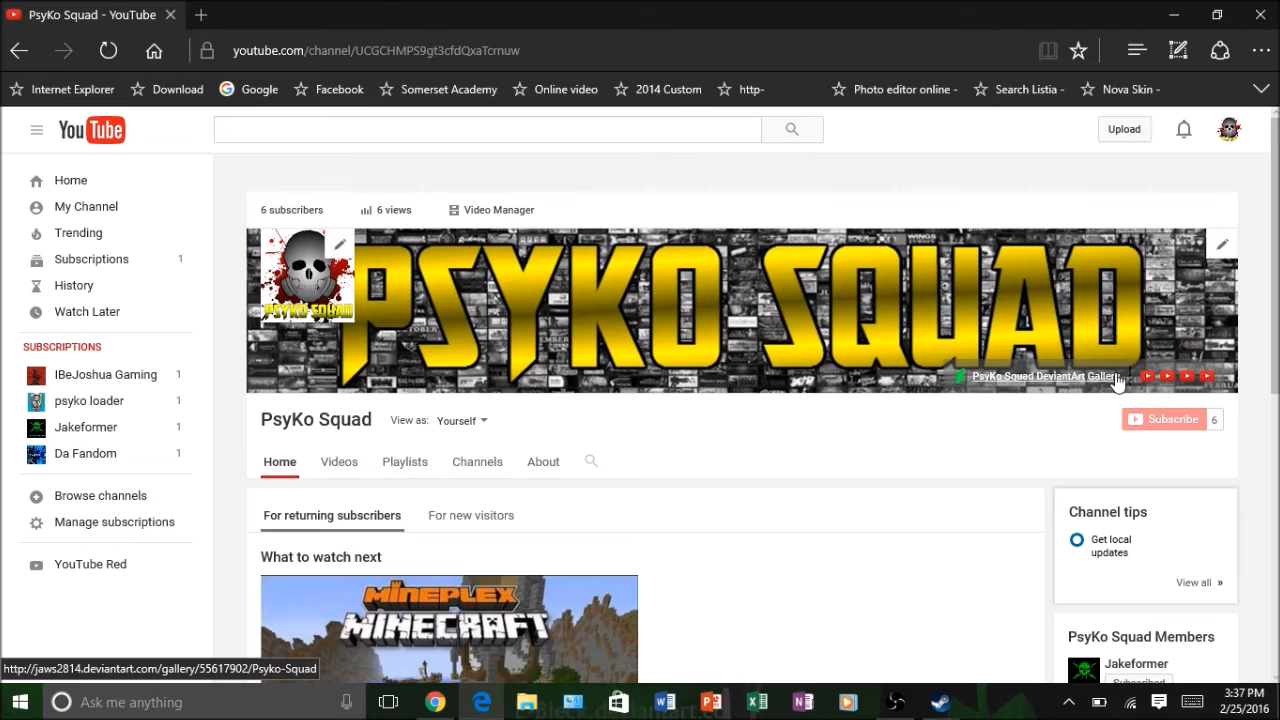 PsyKo Squad - YouTube
youtube.com/channel/UCGCHMPS9gt3cfdQxaTcrnuw
Internet Explorer Download Google Facebook Somerset Academy Online video 2014 Custom http- Photo editor online - Search Listia - Nova Skin -
YouTube Upload
Home
My Channel
Trending
Subscriptions 1
History
Watch Later
SUBSCRIPTIONS
IBeJoshua Gaming 1
psyko loader 1
Jakeformer 1
Da Fandom 1
Browse channels
Manage subscriptions
YouTube Red
6 subscribers 6 views Video Manager
PSYKO SQUAD
PSYKO SQUAD
PsyKo Squad DeviantArt Gallery
PsyKo Squad View as: Yourself Subscribe 6
Home Videos Playlists Channels About
For returning subscribers For new visitors
What to watch next
MINEPLEX
MINECRAFT
Channel tips
Get local
updates
View all »
PsyKo Squad Members
Jakeformer
Subscribed
http://jaws2814.deviantart.com/gallery/55617902/Psyko-Squad
Ask me anything
3:37 PM
2/25/2016